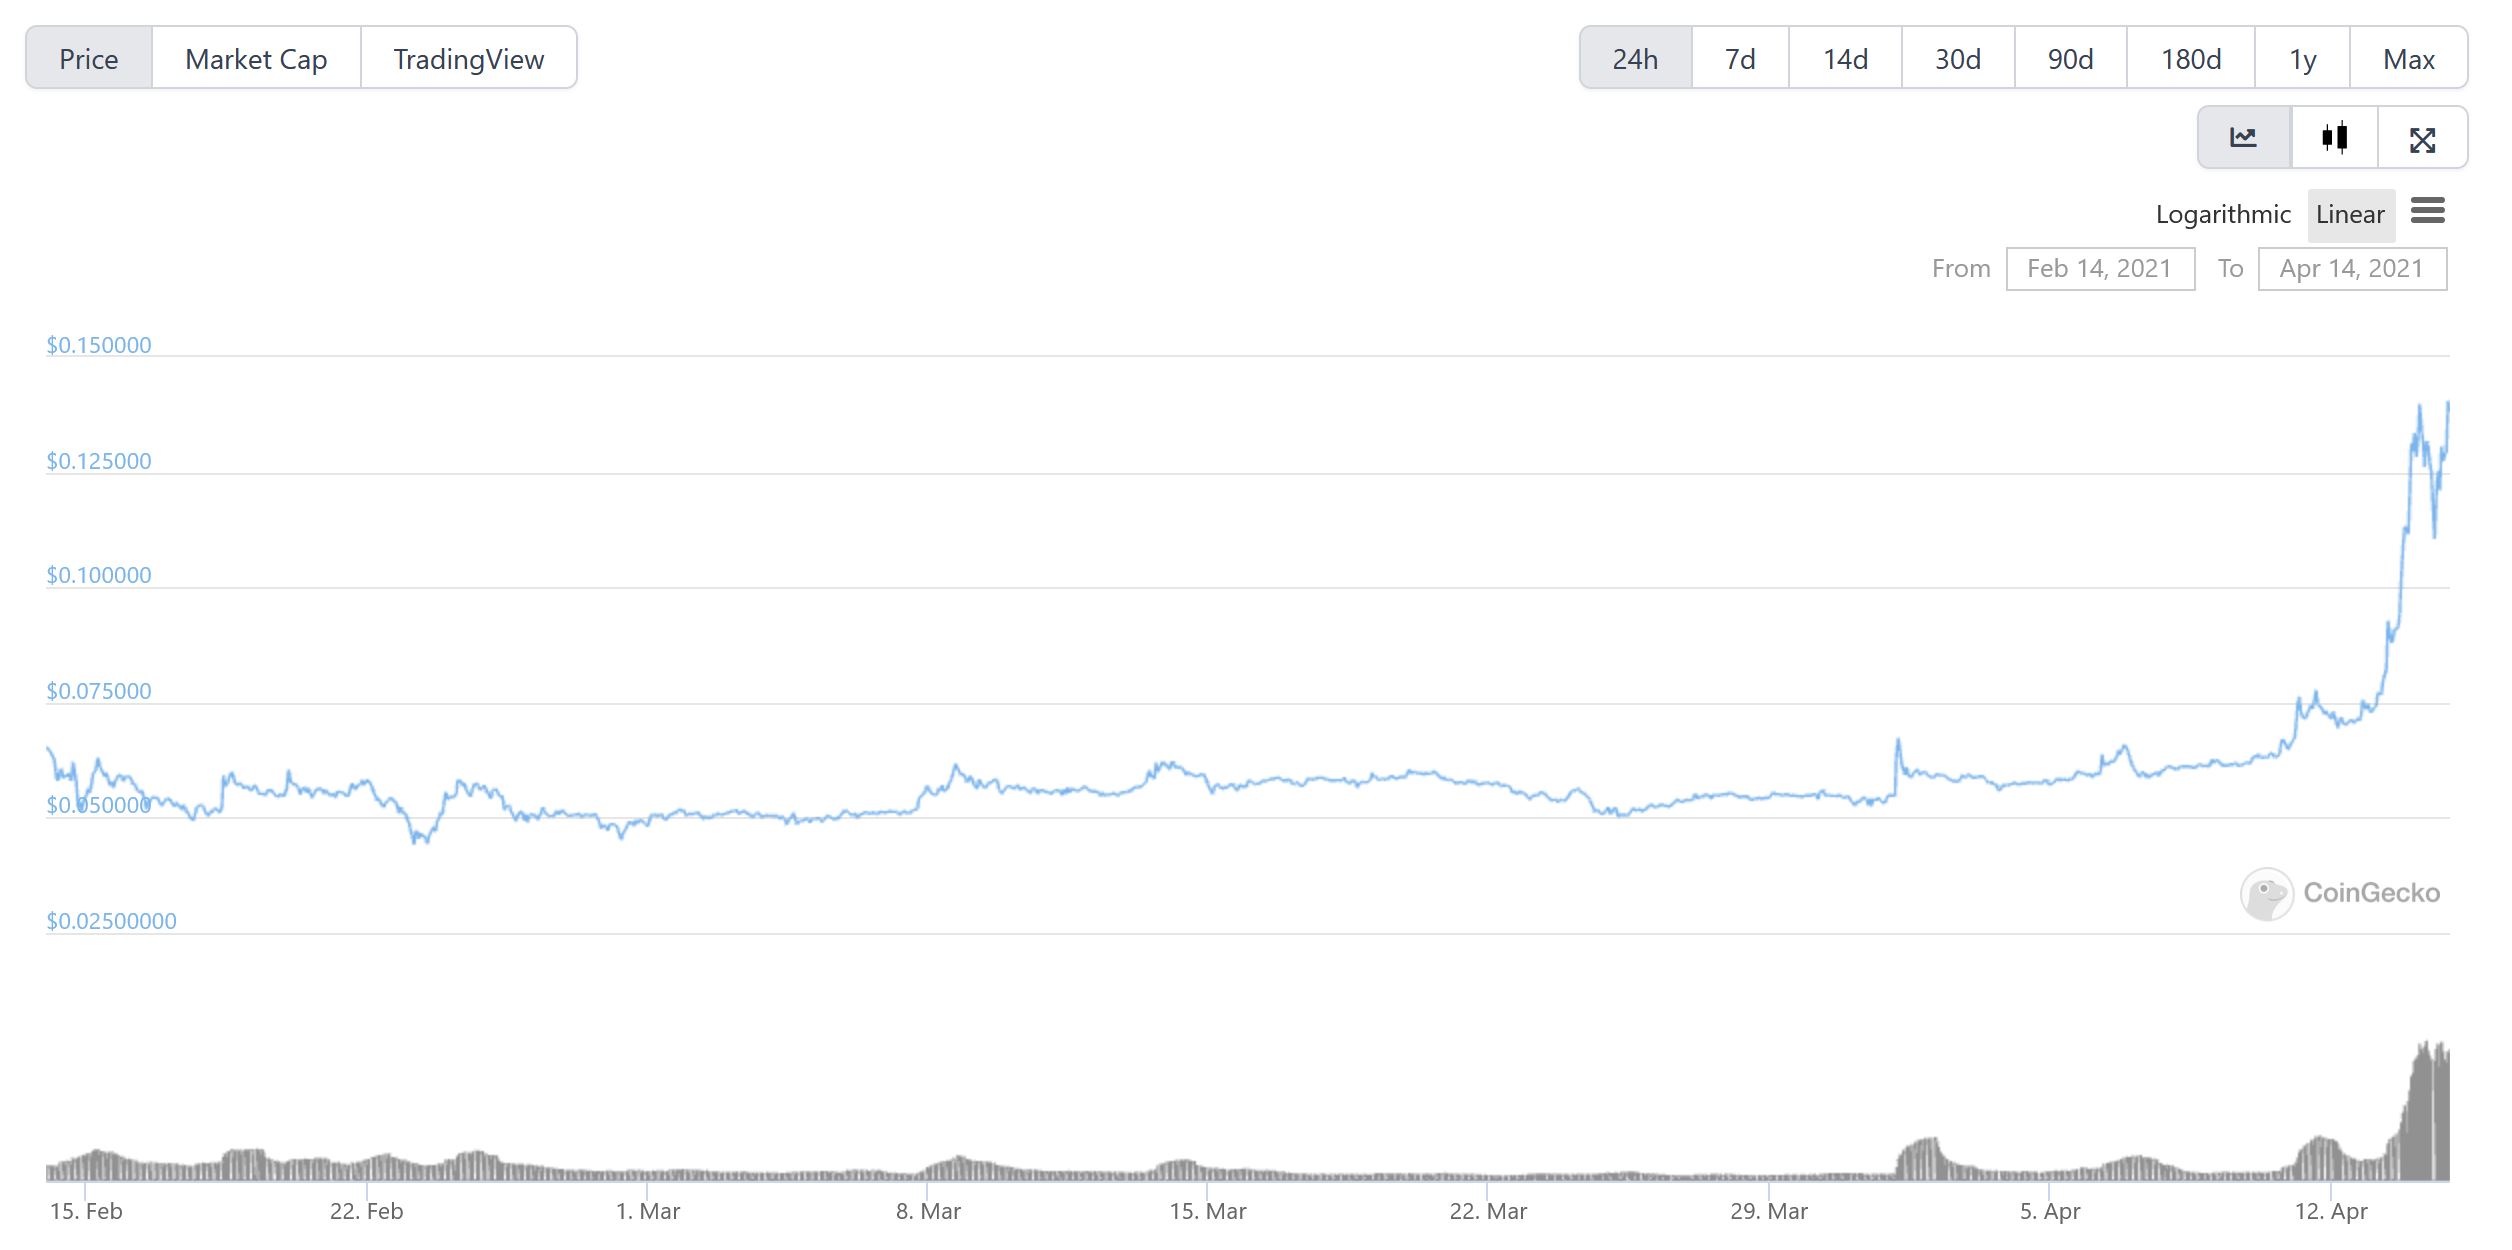 Price Market Cap TradingView 24h 7d 14d 30d 90d 180d 1y Max
Logarithmic Linear
From Feb 14, 2021 To Apr 14, 2021
$0.150000
$0.125000
$0.100000
$0.075000
$0.050000
CoinGecko
$0.02500000
15. Feb 22. Feb 1. Mar 8. Mar 15. Mar 22. Mar 29. Mar 5. Apr 12. Apr